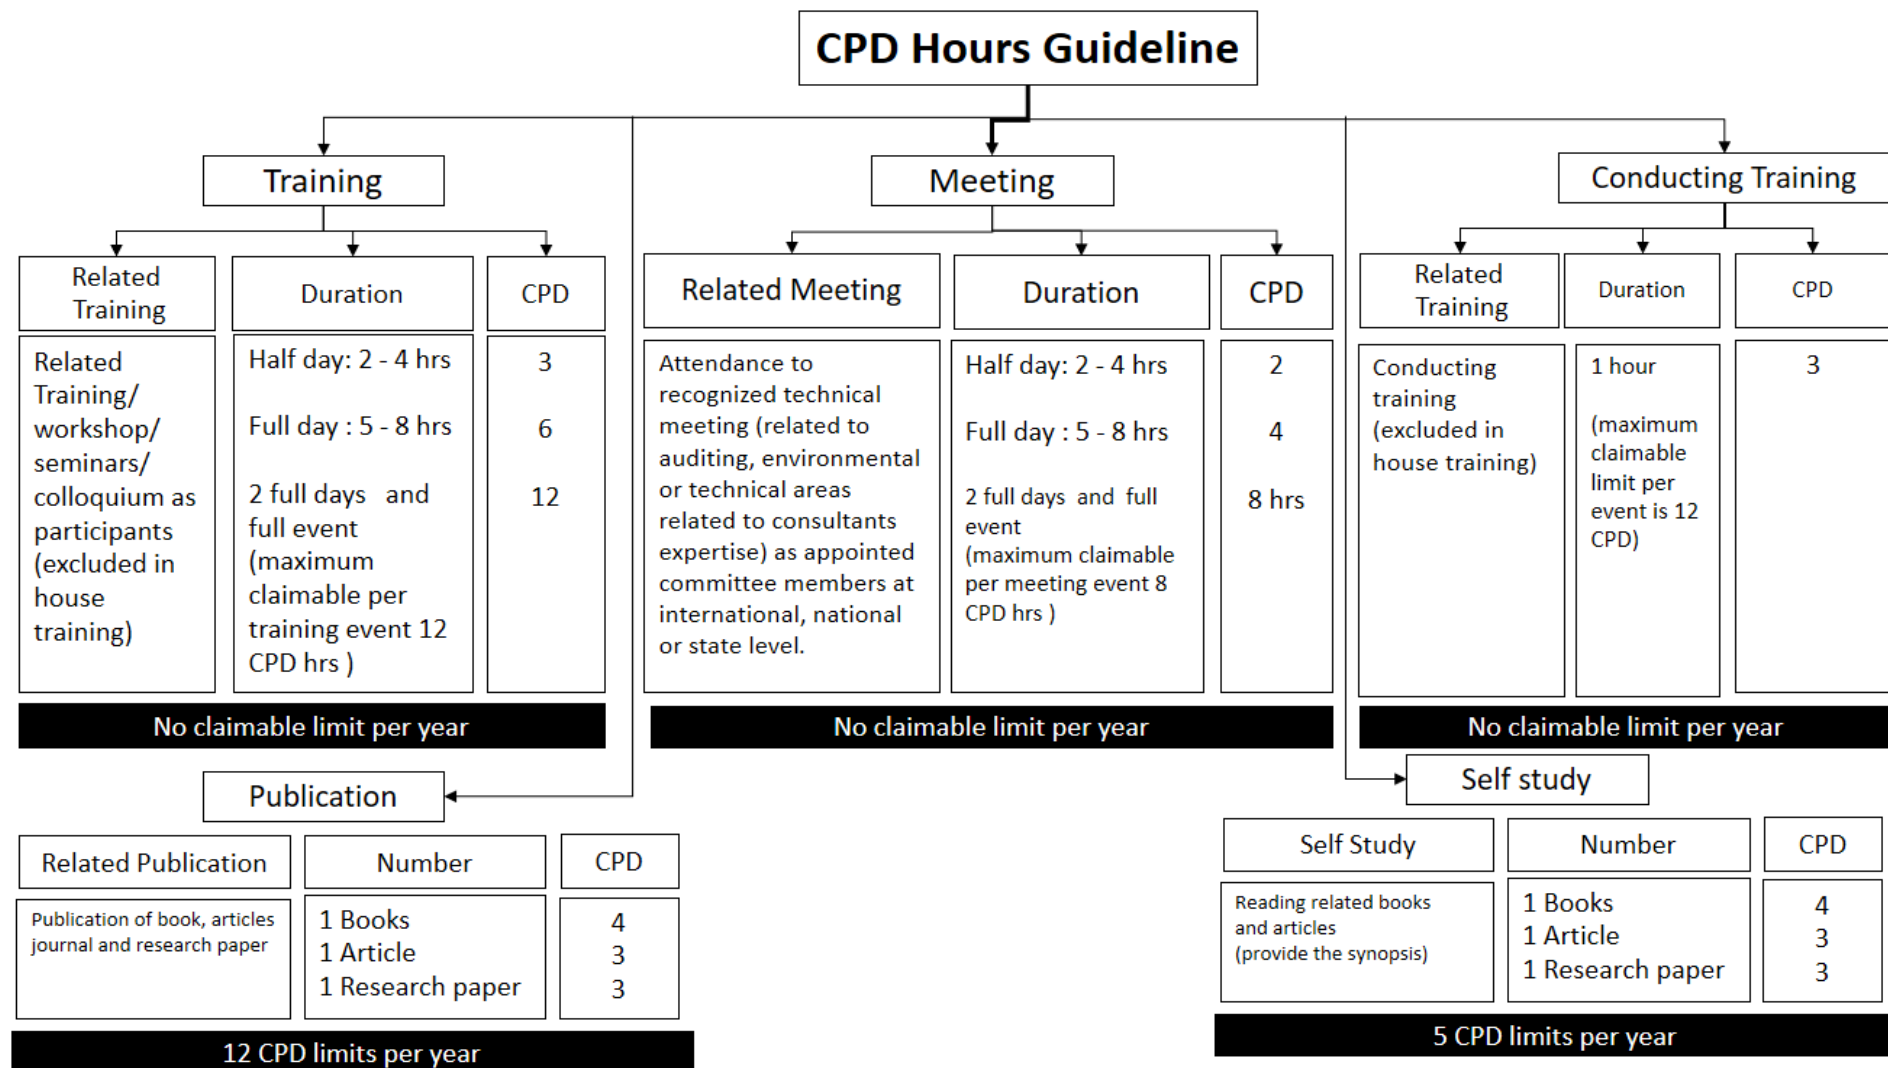 CPD Hours Guideline
Training
Related
Training
Duration
CPD
Related
Training/
workshop/
seminars/
colloquium as
participants
(excluded in
house
training)
Half day: 2 - 4 hrs
Full day : 5 - 8 hrs
2 full days and
full event
(maximum
claimable per
training event 12
CPD hrs )
3
6
12
No claimable limit per year
Meeting
Related Meeting
Duration
CPD
Attendance to
recognized technical
meeting (related to
auditing, environmental
or technical areas
related to consultants
expertise) as appointed
committee members at
international, national
or state level.
Half day: 2 - 4 hrs
Full day : 5 - 8 hrs
2 full days and full
event
(maximum claimable
per meeting event 8
CPD hrs )
2
4
8 hrs
No claimable limit per year
Conducting Training
Related
Training
Duration
CPD
Conducting
training
(excluded in
house training)
1 hour
(maximum
claimable
limit per
event is 12
CPD)
3
No claimable limit per year
Publication
Related Publication
Number
CPD
Publication of book, articles
journal and research paper
1 Books
1 Article
1 Research paper
4
3
3
12 CPD limits per year
Self study
Self Study
Number
CPD
Reading related books
and articles
(provide the synopsis)
1 Books
1 Article
1 Research paper
4
3
3
5 CPD limits per year